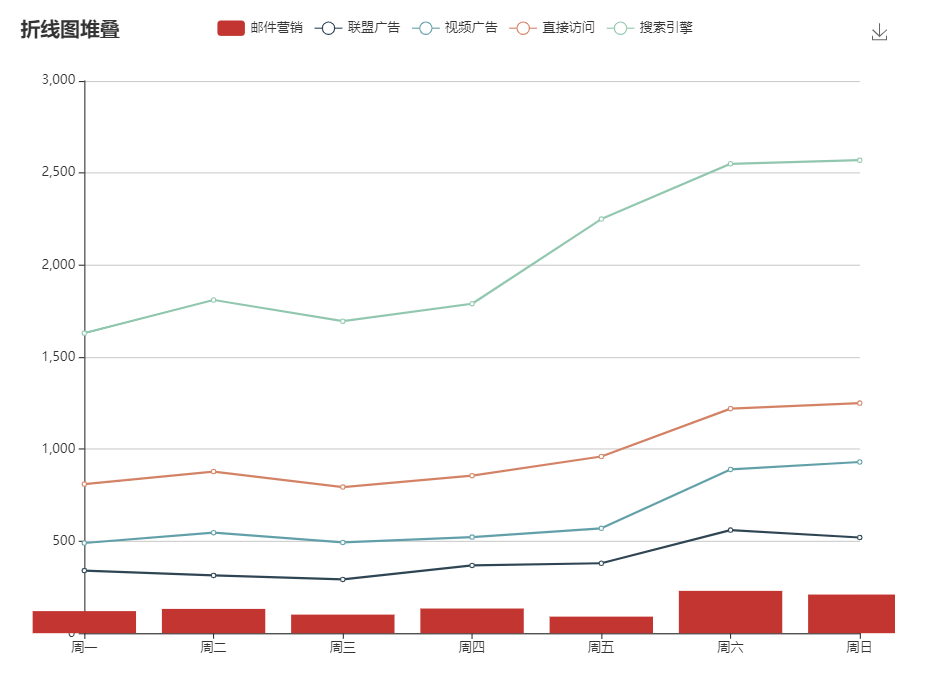 折线图堆叠
邮件营销 联盟广告 视频广告 直接访问 搜索引擎
3,000
2,500
2,000
1,500
1,000
500
0
周一 周二 周三 周四 周五 周六 周日